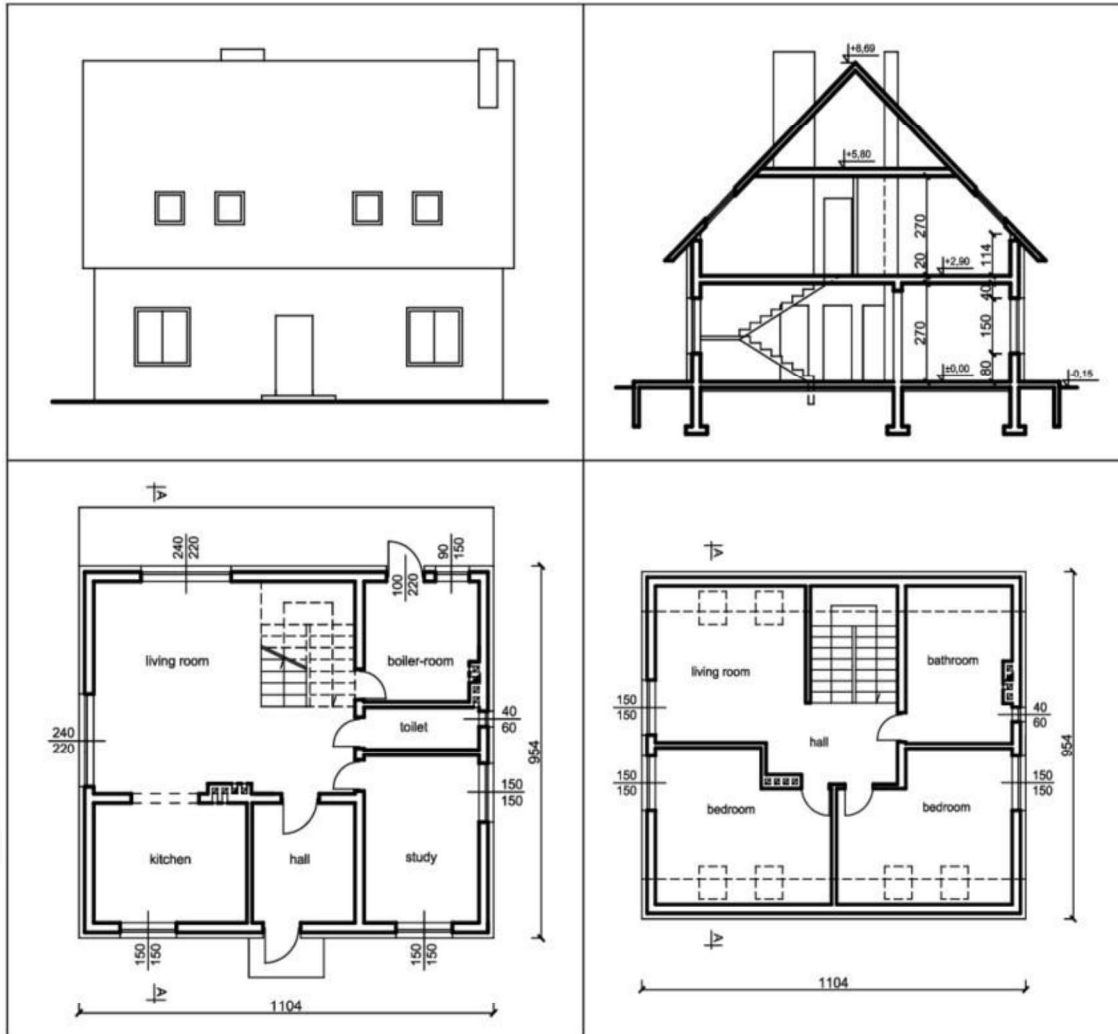 +8,69
+5,80
270
114
20
+2,90
40
270
150
±0,00
80
-0,15
A
240
220
90
150
100
220
living room
boiler-room
toilet
40
60
240
220
954
150
150
kitchen
hall
study
150
150
150
150
A
1104
A
living room
bathroom
150
150
40
60
hall
954
150
150
150
150
bedroom
bedroom
A
1104